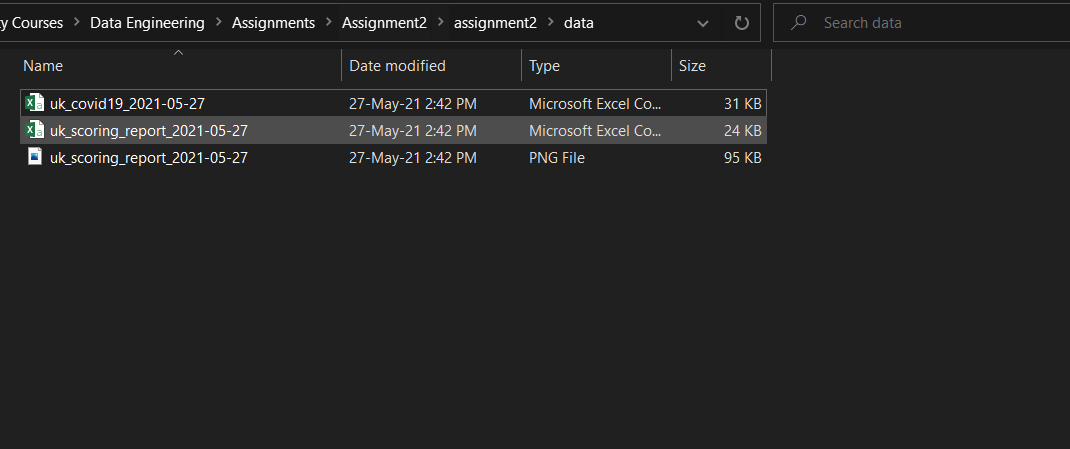 ty Courses > Data Engineering > Assignments > Assignment2 > assignment2 > data
Search data
Name Date modified Type Size
uk_covid19_2021-05-27 27-May-21 2:42 PM Microsoft Excel Co... 31 KB
uk_scoring_report_2021-05-27 27-May-21 2:42 PM Microsoft Excel Co... 24 KB
uk_scoring_report_2021-05-27 27-May-21 2:42 PM PNG File 95 KB